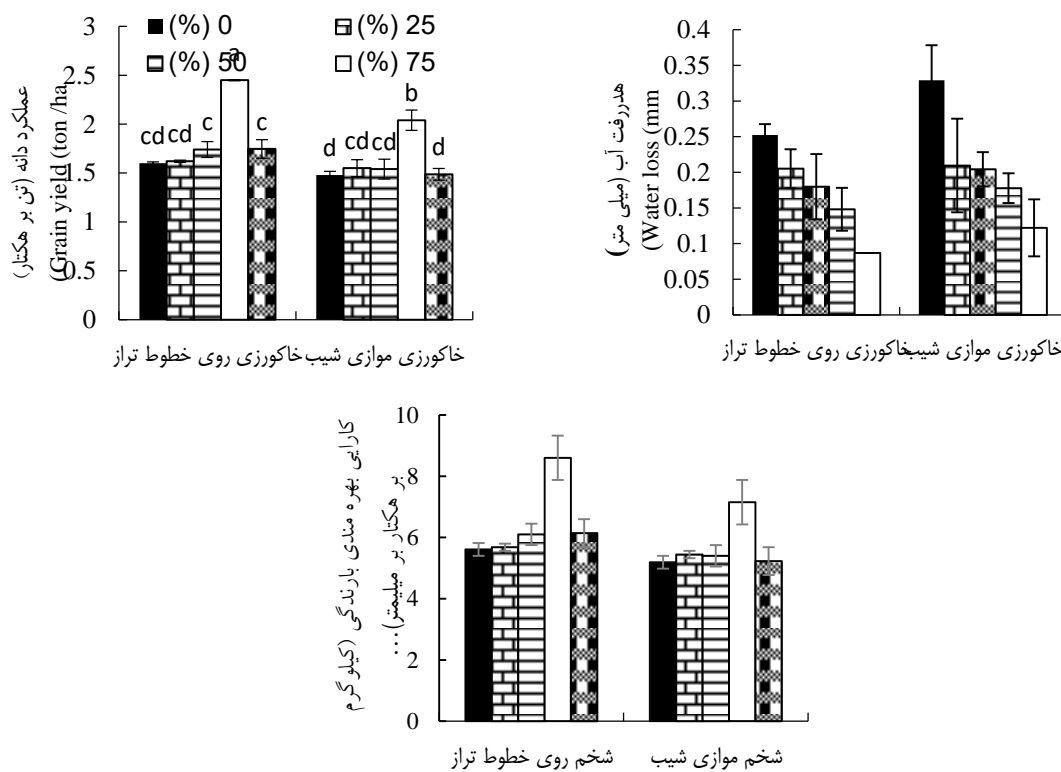 (%) 0
(%) 25
(%) 50
(%) 75
عملکرد دانه (تن بر هکتار)
(Grain yield (ton /ha
3
2.5
2
1.5
1
0.5
0
cd cd c a c
d cd cd b d
خاکورزی روی خطوط تراز
خاکورزی موازی شیب
هدررفت آب (میلی متر)
(Water loss (mm
0.4
0.35
0.3
0.25
0.2
0.15
0.1
0.05
0
خاکورزی روی خطوط تراز
خاکورزی موازی شیب
کارایی بهره مندی بارندگی (کیلوگرم
بر هکتار بر میلیمتر)...
10
8
6
4
2
0
شخم روی خطوط تراز
شخم موازی شیب